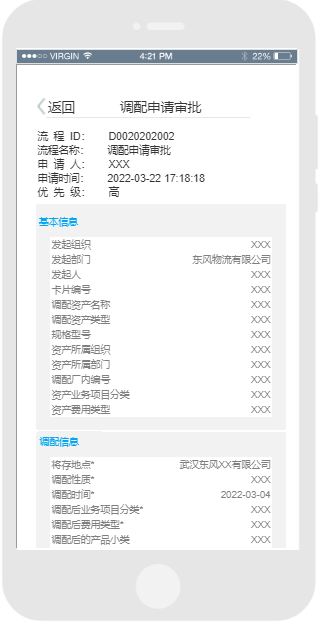 ●●●○○ VIRGIN 4:21 PM 22%
返回 调配申请审批
流 程 ID: D0020202002
流程名称: 调配申请审批
申 请 人: XXX
申请时间: 2022-03-22 17:18:18
优 先 级: 高
基本信息
发起组织 XXX
发起部门 东风物流有限公司
发起人 XXX
卡片编号 XXX
调配资产名称 XXX
调配资产类型 XXX
规格型号 XXX
资产所属组织 XXX
资产所属部门 XXX
调配厂内编号 XXX
资产业务项目分类 XXX
资产费用类型 XXX
调配信息
将存地点* 武汉东风XX有限公司
调配性质* XXX
调配时间* 2022-03-04
调配后业务项目分类* XXX
调配后费用类型* XXX
调配后的产品小类 XXX